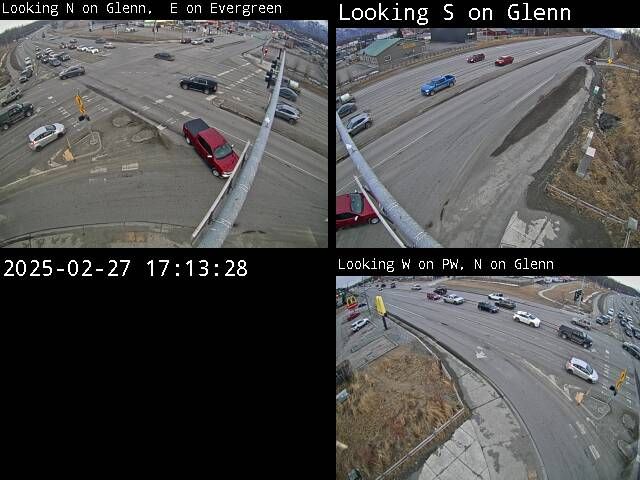 Looking N on Glenn,  E on Evergreen
Looking S on Glenn
2025-02-27 17:13:28
Looking W on PW, N on Glenn